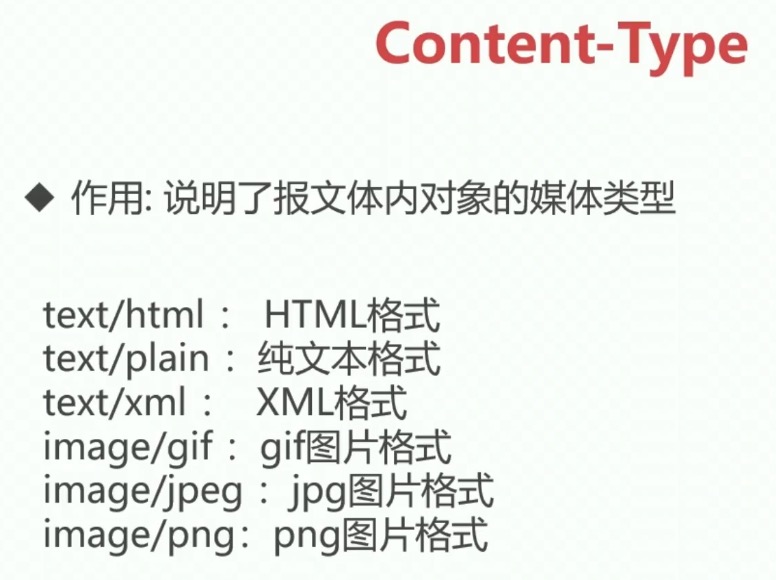 Content-Type
◆ 作用: 说明了报文体内对象的媒体类型
text/html : HTML格式
text/plain : 纯文本格式
text/xml : XML格式
image/gif : gif图片格式
image/jpeg : jpg图片格式
image/png: png图片格式